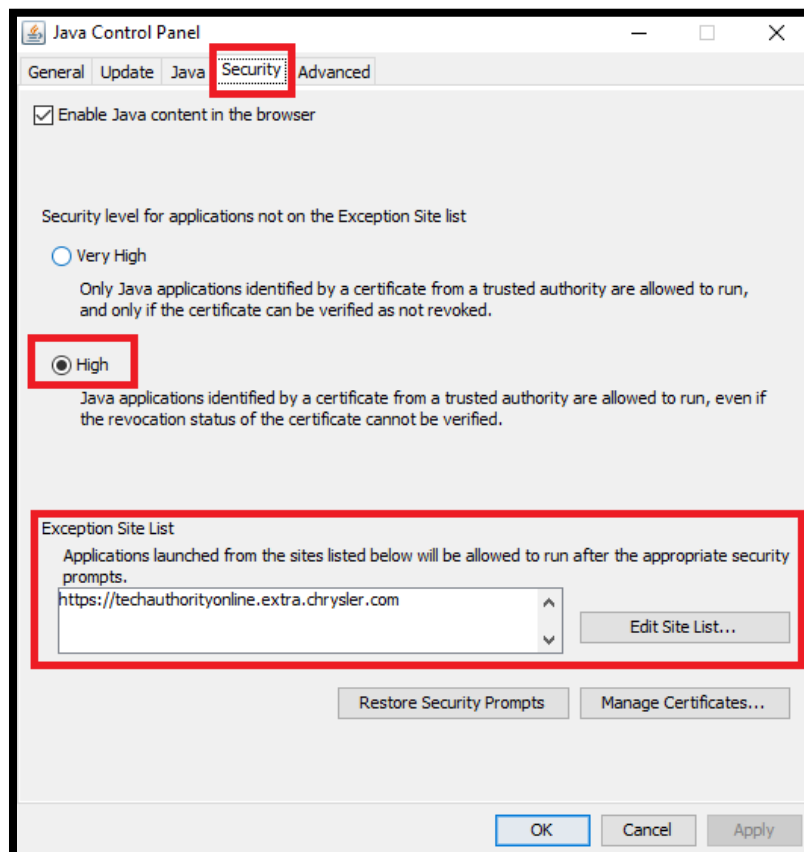 Java Control Panel
General Update Java Security Advanced
Enable Java content in the browser
Security level for applications not on the Exception Site list
Very High
Only Java applications identified by a certificate from a trusted authority are allowed to run,
and only if the certificate can be verified as not revoked.
High
Java applications identified by a certificate from a trusted authority are allowed to run, even if
the revocation status of the certificate cannot be verified.
Exception Site List
Applications launched from the sites listed below will be allowed to run after the appropriate security
prompts.
https://techauthorityonline.extra.chrysler.com
Edit Site List...
Restore Security Prompts Manage Certificates...
OK Cancel Apply